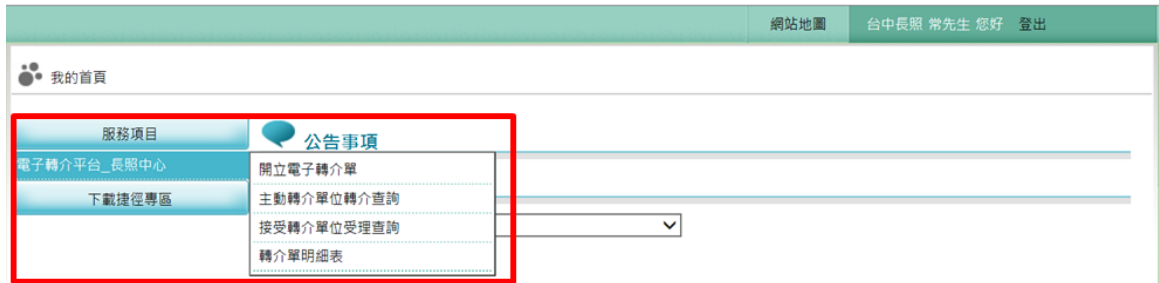 網站地圖 台中長照 常先生 您好 登出
我的首頁
服務項目
電子轉介平台_長照中心
下載捷徑專區
公告事項
開立電子轉介單
主動轉介單位轉介查詢
接受轉介單位受理查詢
轉介單明細表